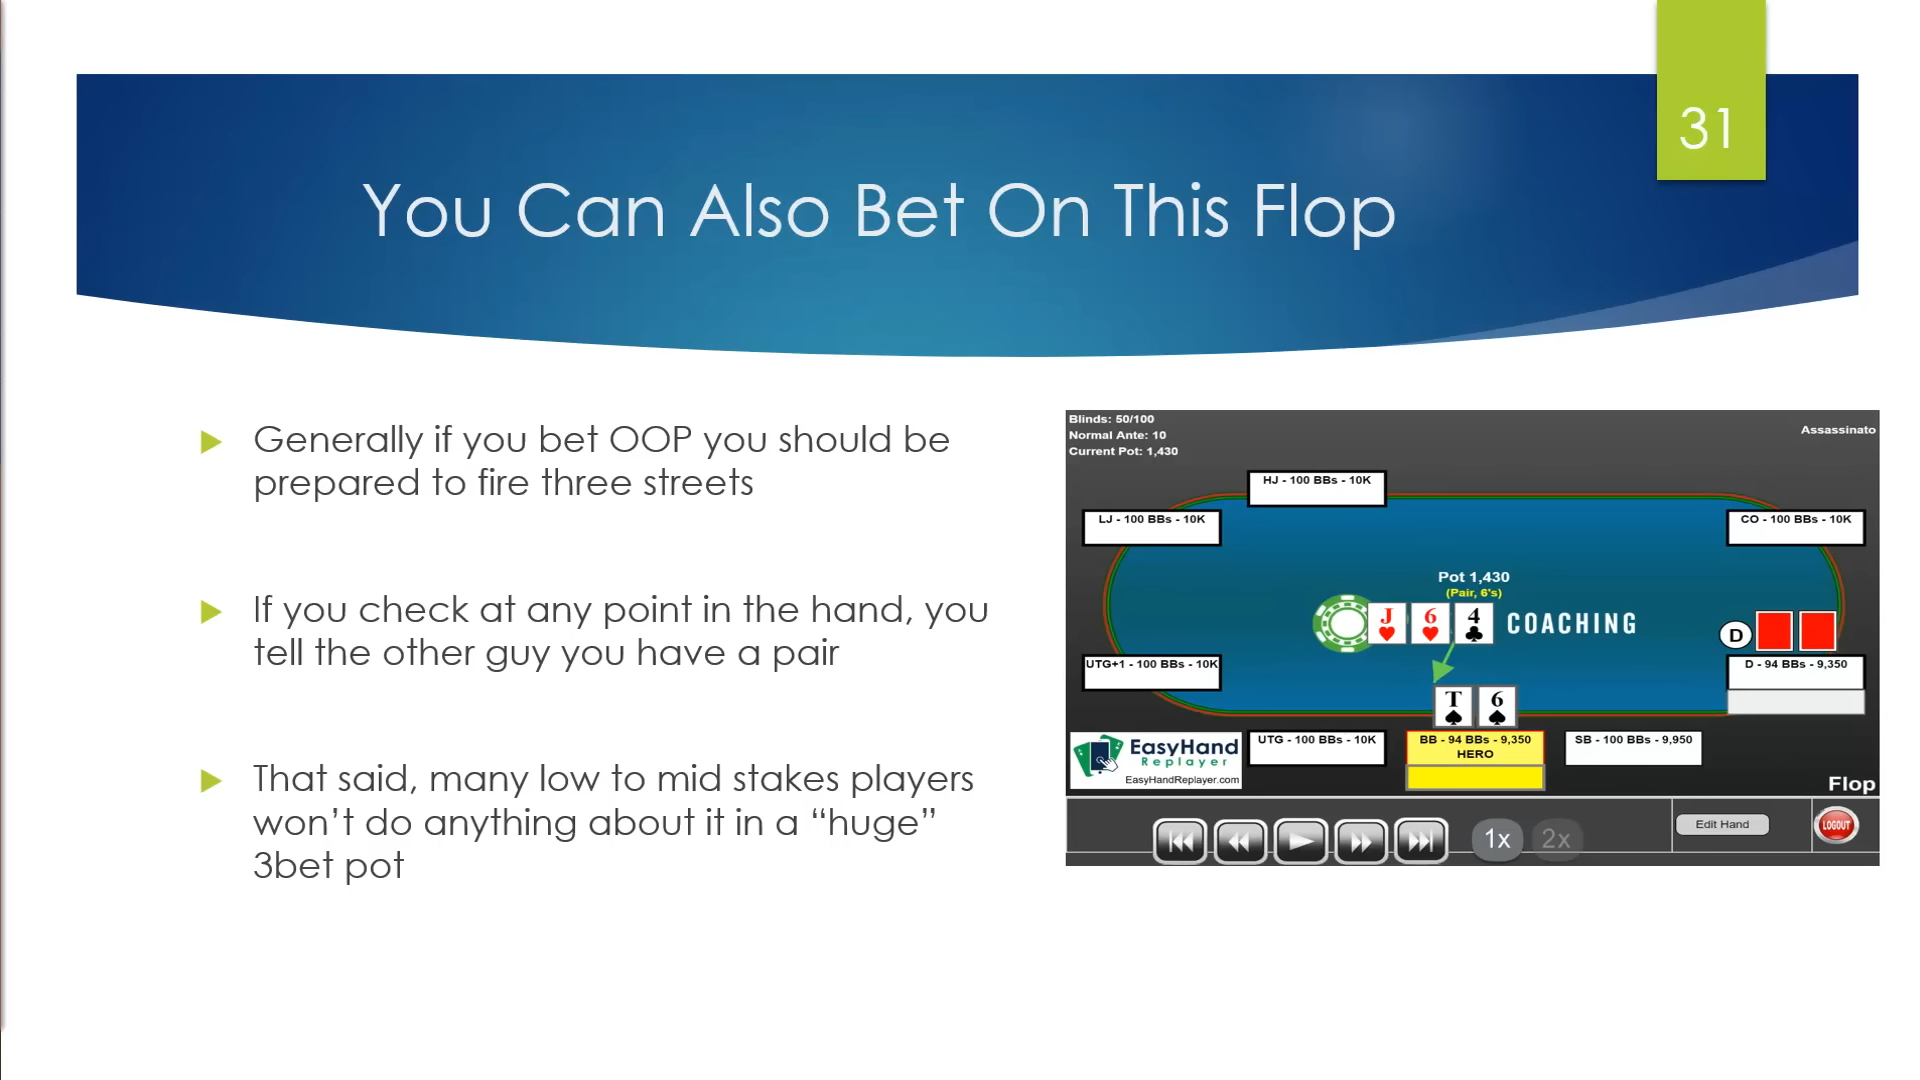 31
You Can Also Bet On This Flop
Generally if you bet OOP you should be
prepared to fire three streets
If you check at any point in the hand, you
tell the other guy you have a pair
That said, many low to mid stakes players
won’t do anything about it in a “huge”
3bet pot
Blinds: 50/100
Normal Ante: 10
Current Pot: 1,430
Assassinato
HJ - 100 BBs - 10K
LJ - 100 BBs - 10K
CO - 100 BBs - 10K
Pot 1,430
(Pair, 6's)
J 6 4
COACHING
D
UTG+1 - 100 BBs - 10K
D - 94 BBs - 9,350
T 6
EasyHand
Replayer
EasyHandReplayer.com
UTG - 100 BBs - 10K
BB - 94 BBs - 9,350
HERO
SB - 100 BBs - 9,950
Flop
1x 2x
Edit Hand
LOGOUT